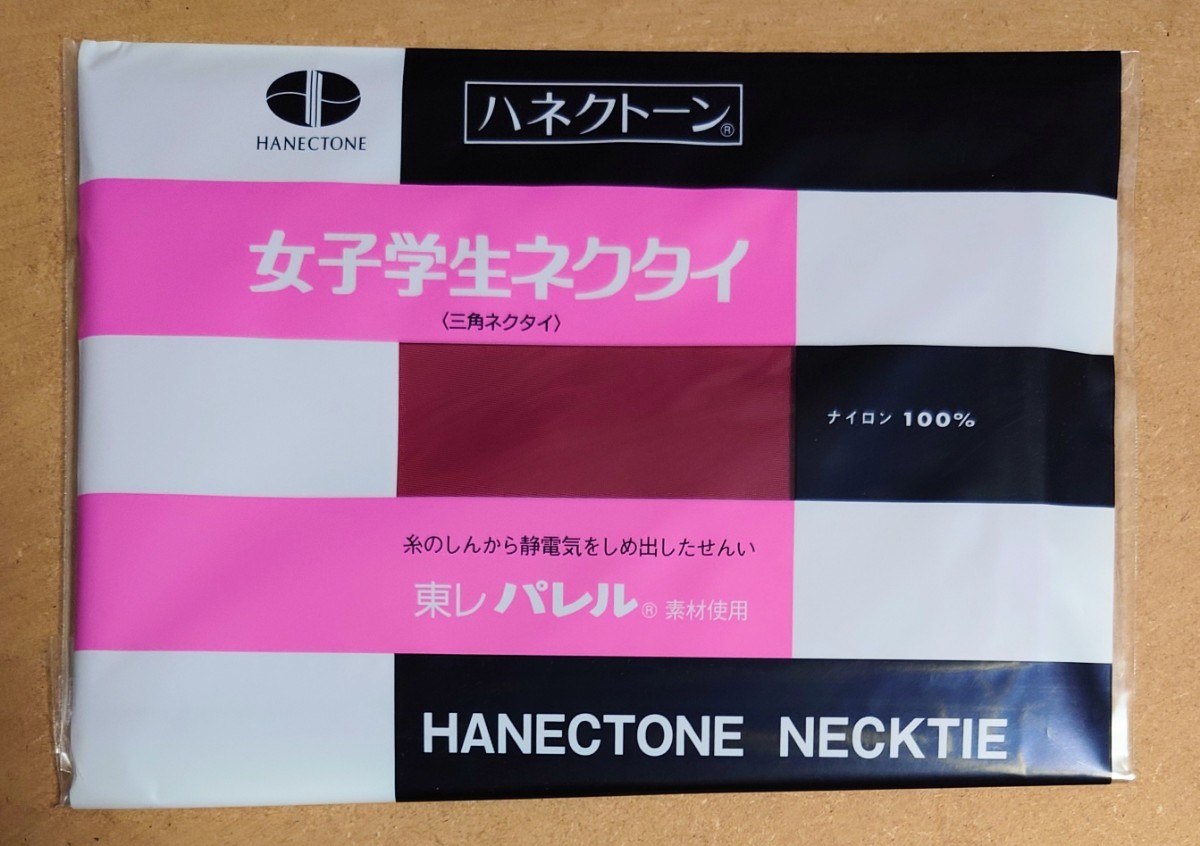 HANECTONE
ハネクトーン®
女子学生ネクタイ
〈三角ネクタイ〉
ナイロン 100%
糸のしんから静電気をしめ出したせんい
東レ パレル® 素材使用
HANECTONE NECKTIE